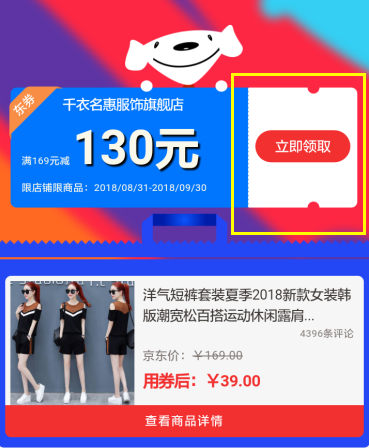 东券
千衣名惠服饰旗舰店
满169元减 130元
限店铺限商品：2018/08/31-2018/09/30
立即领取
洋气短裤套装夏季2018新款女装韩
版潮宽松百搭运动休闲露肩...
4396条评论
京东价：￥169.00
用券后：￥39.00
查看商品详情